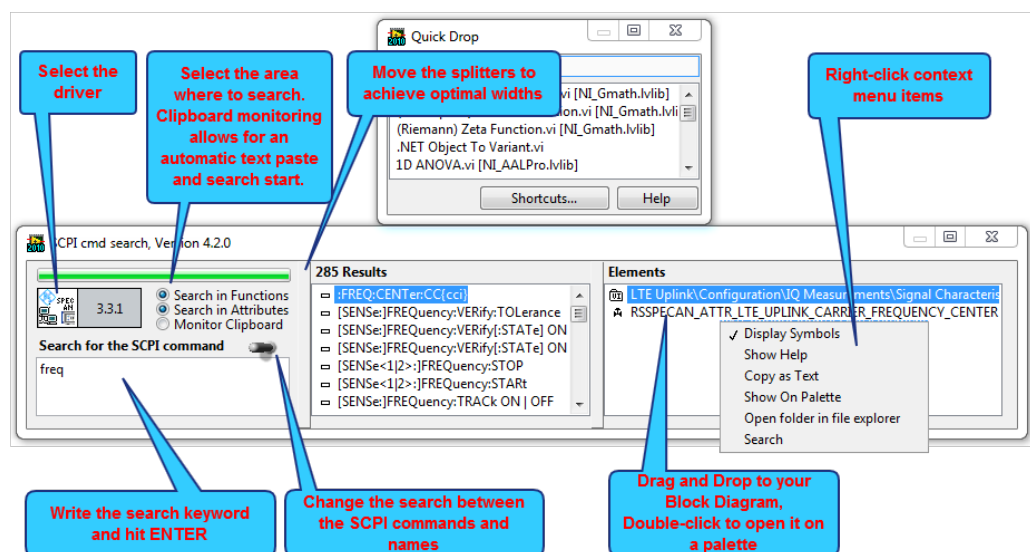 Quick Drop
Select the
driver
Select the area
where to search.
Clipboard monitoring
allows for an
automatic text paste
and search start.
Move the splitters to
achieve optimal widths
Right-click context
menu items
.vi [NI_Gmath.lvlib]
on.vi [NI_Gmath.lvli
(Riemann) Zeta Function.vi [NI_Gmath.lvlib]
.NET Object To Variant.vi
1D ANOVA.vi [NI_AALPro.lvlib]
Shortcuts...
Help
SCPI cmd search, Version 4.2.0
SPEC
AN
3.3.1
Search in Functions
Search in Attributes
Monitor Clipboard
Search for the SCPI command
freq
285 Results
:FREQ:CENTer:CC{cci}
[SENSe:]FREQuency:VERify:TOLerance
[SENSe:]FREQuency:VERify[:STATe] ON
[SENSe:]FREQuency:VERify[:STATe] ON
[SENSe<1|2>:]FREQuency:STOP
[SENSe<1|2>:]FREQuency:STARt
[SENSe:]FREQuency:TRACk ON | OFF
Elements
LTE Uplink\Configuration\IQ Measurements\Signal Characteris
RSSPECAN_ATTR_LTE_UPLINK_CARRIER_FREQUENCY_CENTER
Display Symbols
Show Help
Copy as Text
Show On Palette
Open folder in file explorer
Search
Write the search keyword
and hit ENTER
Change the search between
the SCPI commands and
names
Drag and Drop to your
Block Diagram,
Double-click to open it on
a palette